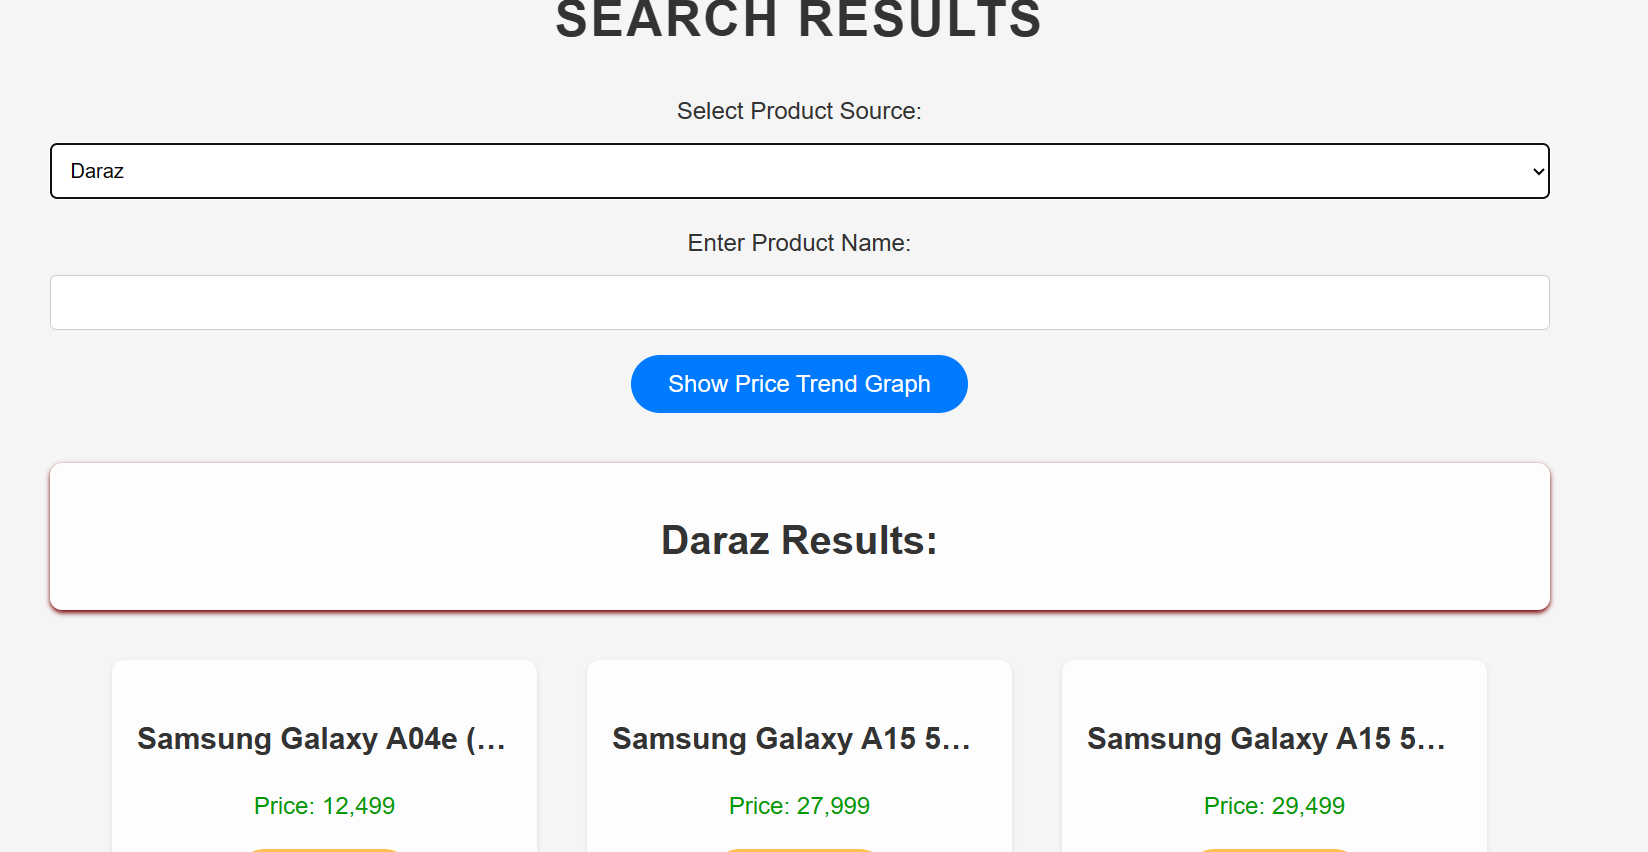 SEARCH RESULTS
Select Product Source:
Daraz
Enter Product Name:
Show Price Trend Graph
Daraz Results:
Samsung Galaxy A04e (...
Samsung Galaxy A15 5...
Samsung Galaxy A15 5...
Price: 12,499
Price: 27,999
Price: 29,499